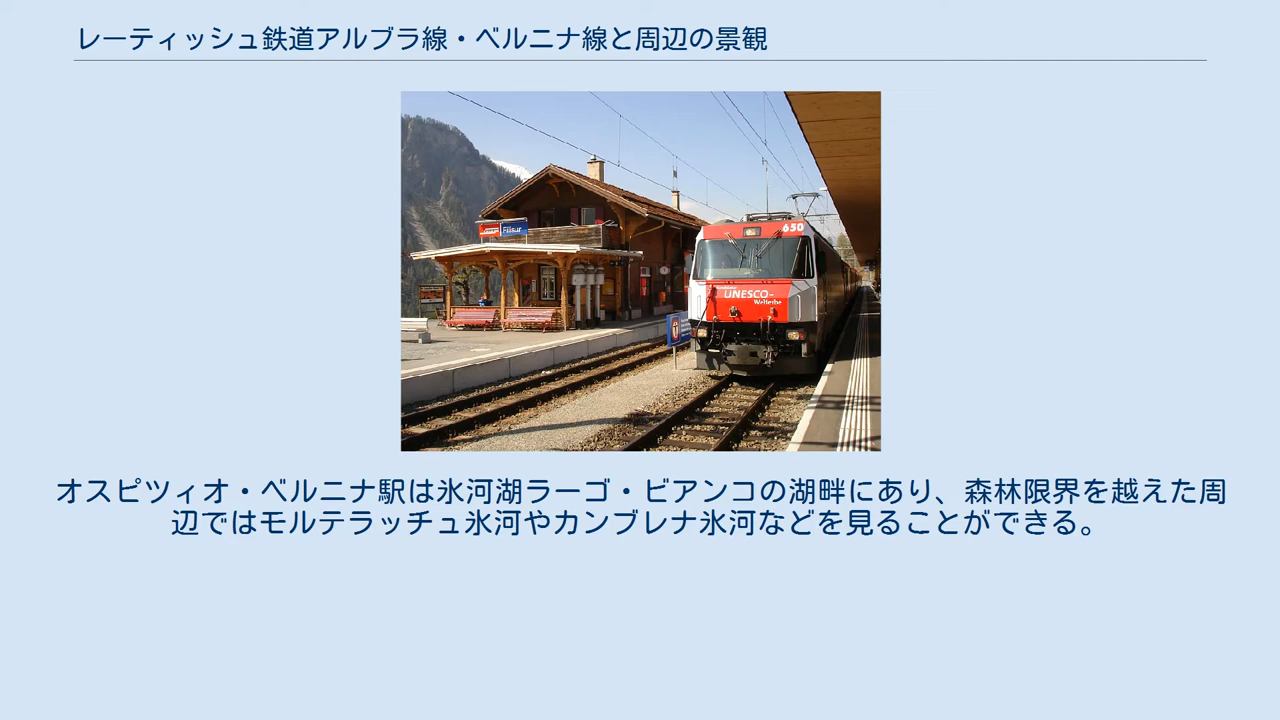 レーティッシュ鉄道アルブラ線・ベルニナ線と周辺の景観
Filisur
650
UNESCO-
Welterbe
オスピツィオ・ベルニナ駅は氷河湖ラーゴ・ビアンコの湖畔にあり、森林限界を越えた周
辺ではモルテラッチュ氷河やカンブレナ氷河などを見ることができる。